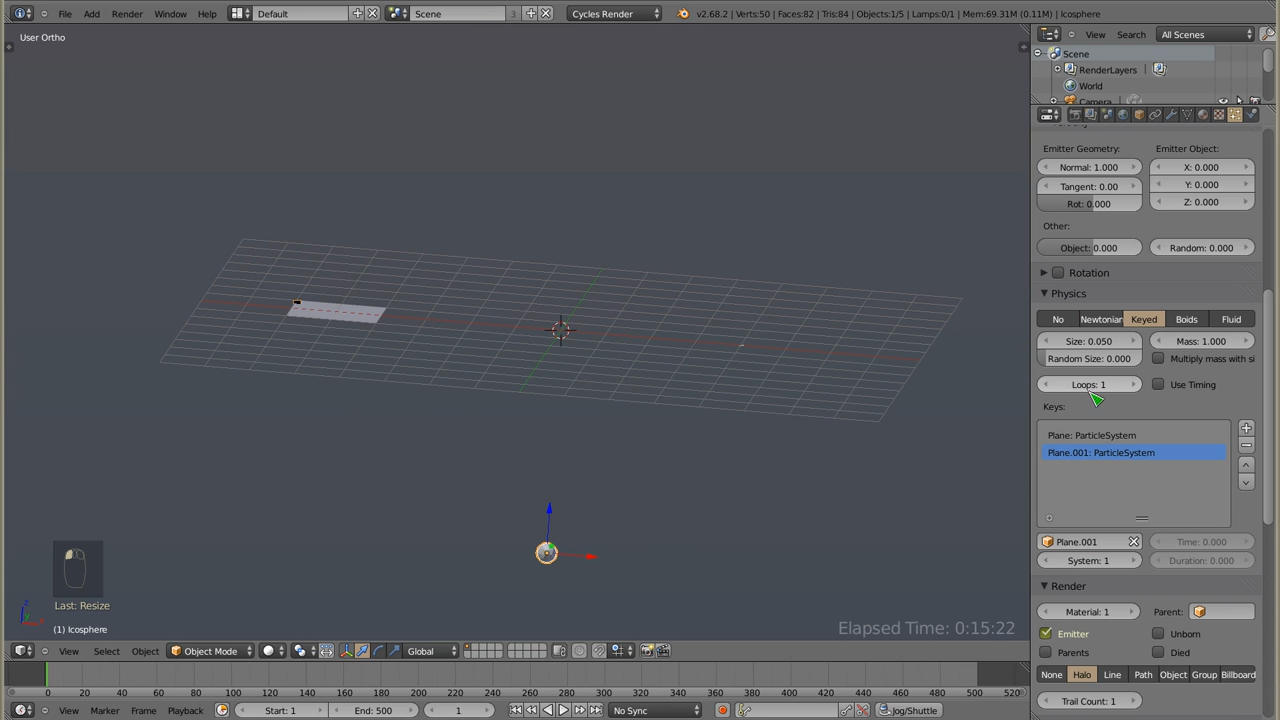 File Add Render Window Help Default Scene 3 Cycles Render v2.68.2 | Verts:50 | Faces:82 | Tris:84 | Objects:1/5 | Lamps:0/1 | Mem:69.31M (0.11M) | Icosphere
User Ortho
View Search All Scenes
Scene
RenderLayers
World
Camera
Emitter Geometry: Emitter Object:
Normal: 1.000 X: 0.000
Tangent: 0.00 Y: 0.000
Rot: 0.000 Z: 0.000
Other:
Object: 0.000 Random: 0.000
Rotation
Physics
No Newtonian Keyed Boids Fluid
Size: 0.050 Mass: 1.000
Random Size: 0.000 Multiply mass with si
Loops: 1 Use Timing
Keys:
Plane: ParticleSystem
Plane.001: ParticleSystem
Plane.001 Time: 0.000
System: 1 Duration: 0.000
Render
Material: 1 Parent:
Emitter Unborn
Parents Died
None Halo Line Path Object Group Billboard
Trail Count: 1
Last: Resize
Elapsed Time: 0:15:22
(1) Icosphere
View Select Object Object Mode Global
0 20 40 60 80 100 120 140 160 180 200 220 240 260 280 300 320 340 360 380 400 420 440 460 480 500 520
View Marker Frame Playback Start: 1 End: 500 1 No Sync Jog/Shuttle